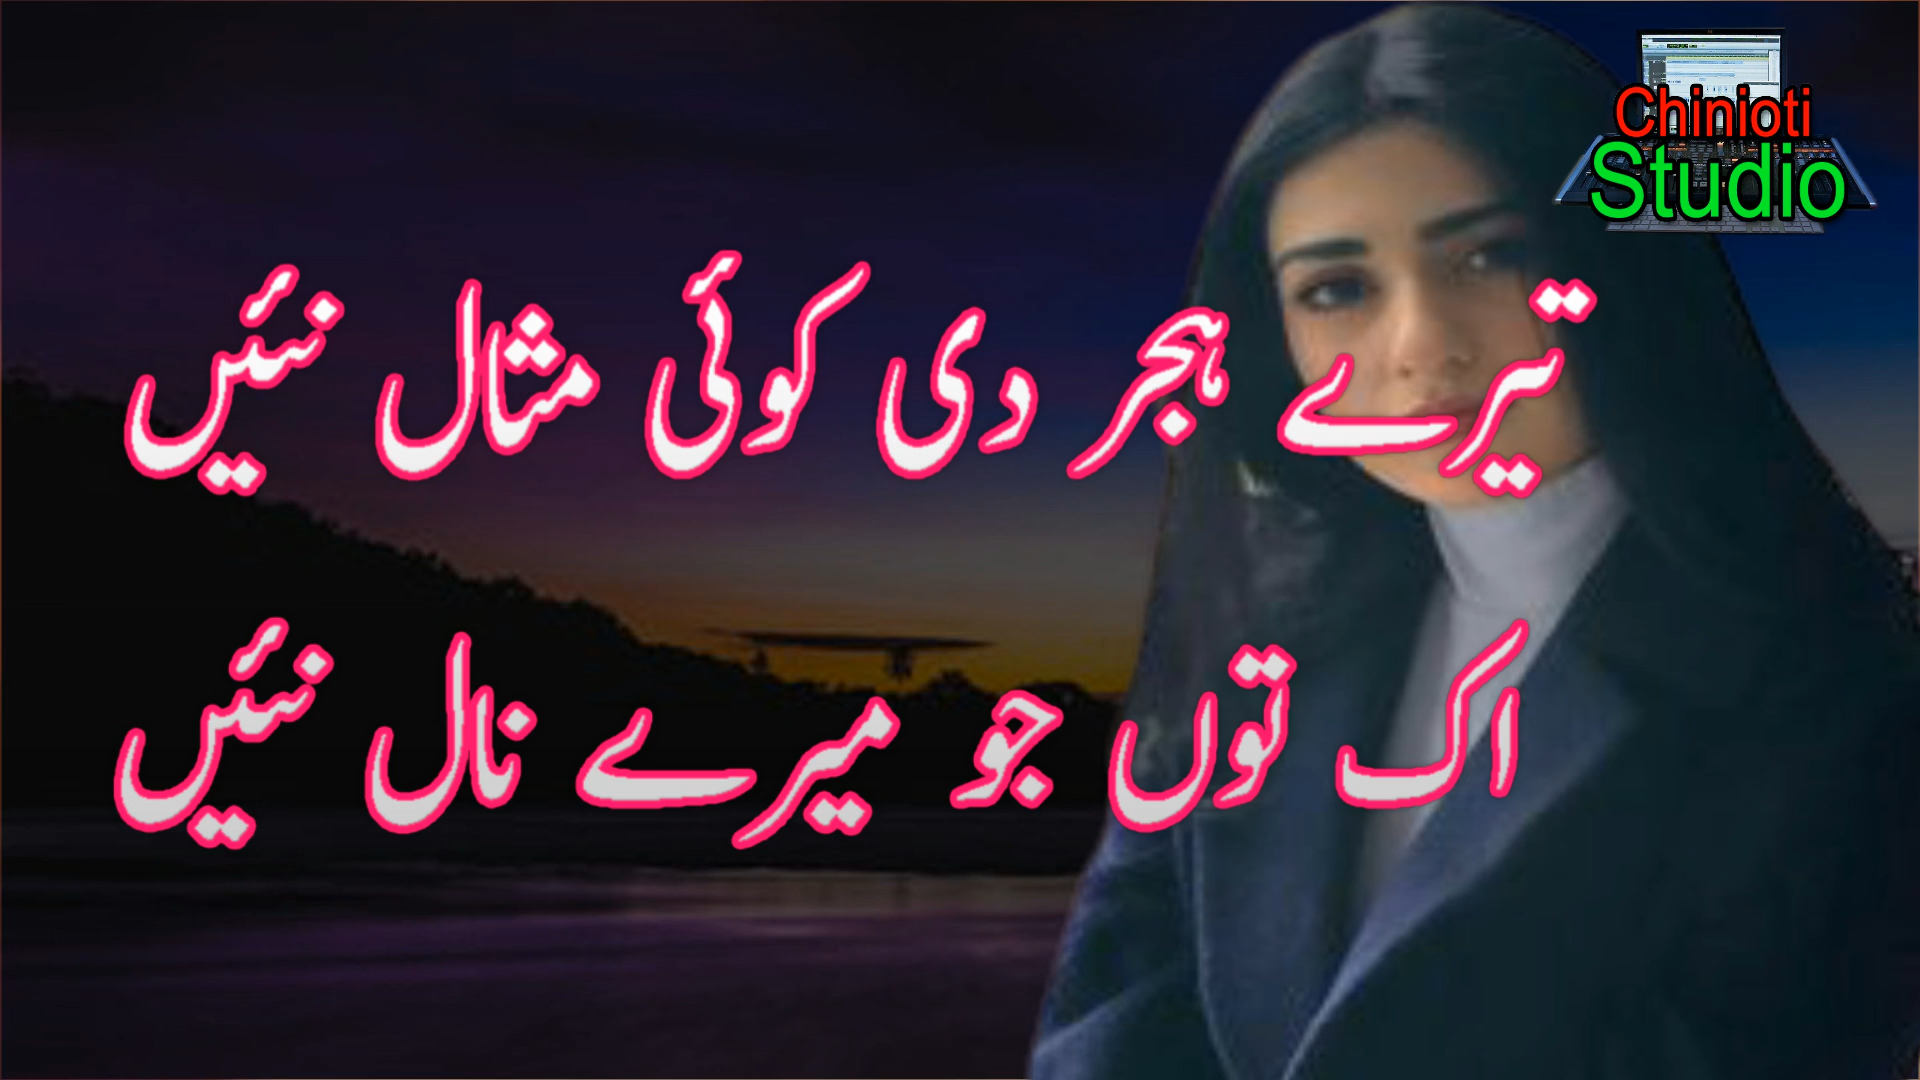 Chinioti
Studio
تیرے ہجر دی کوئی مثال نئیں
اک توں جو میرے نال نئیں